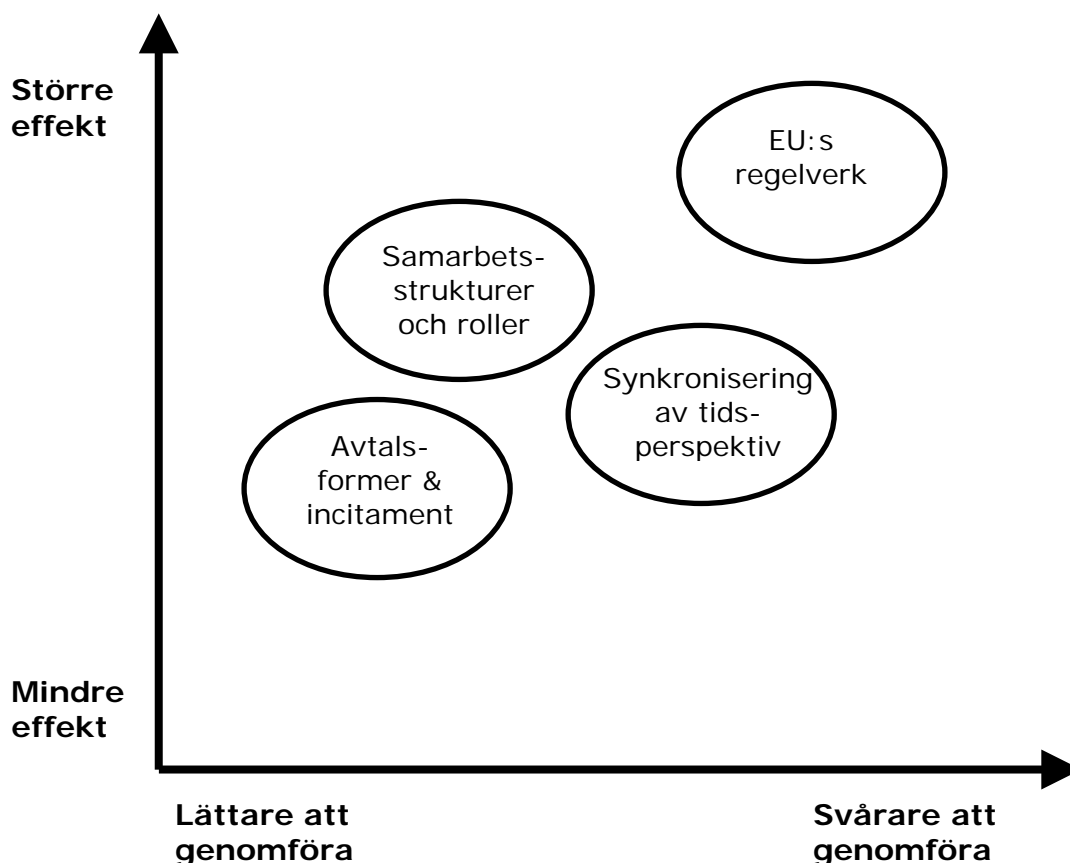 Större
effekt
EU:s
regelverk
Samarbets-
strukturer
och roller
Synkronisering
av tids-
perspektiv
Avtals-
former &
incitament
Mindre
effekt
Lättare att
genomföra
Svårare att
genomföra